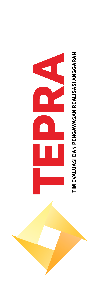 TEPRA
TIM EVALUASI DAN PENGAWASAN REALISASI ANGGARAN